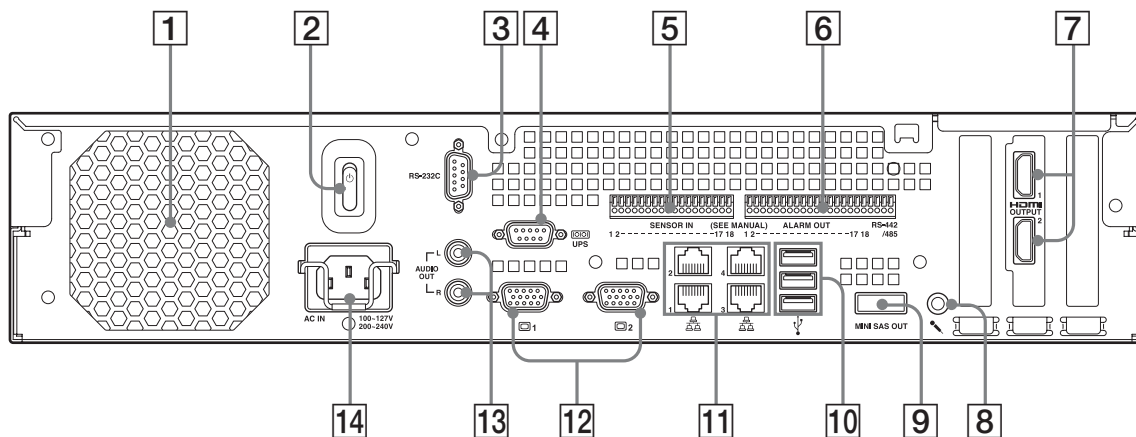 1 2 3 4 5 6 7
RS-232C
UPS
SENSOR IN (SEE MANUAL) ALARM OUT RS-442
1 2 17 18 1 2 17 18 /485
1
HDMI
OUTPUT
2
L
AUDIO
OUT
R
2 4
1 3
AC IN 100-127V
200-240V
1 2
MINI SAS OUT
14 13 12 11 10 9 8